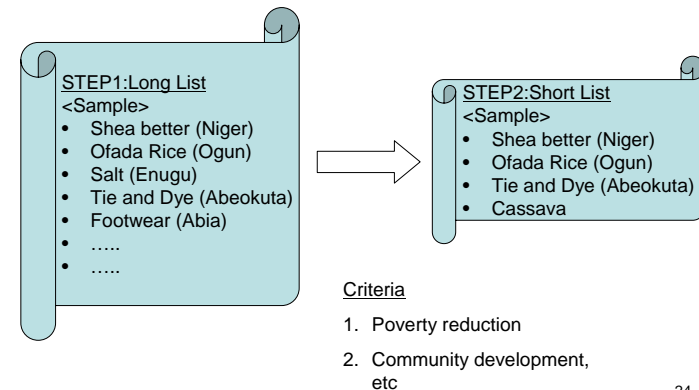 STEP1:Long List
<Sample>
• Shea better (Niger)
• Ofada Rice (Ogun)
• Salt (Enugu)
• Tie and Dye (Abeokuta)
• Footwear (Abia)
• …..
• …..
STEP2:Short List
<Sample>
• Shea better (Niger)
• Ofada Rice (Ogun)
• Tie and Dye (Abeokuta)
• Cassava
Criteria
1. Poverty reduction
2. Community development,
etc